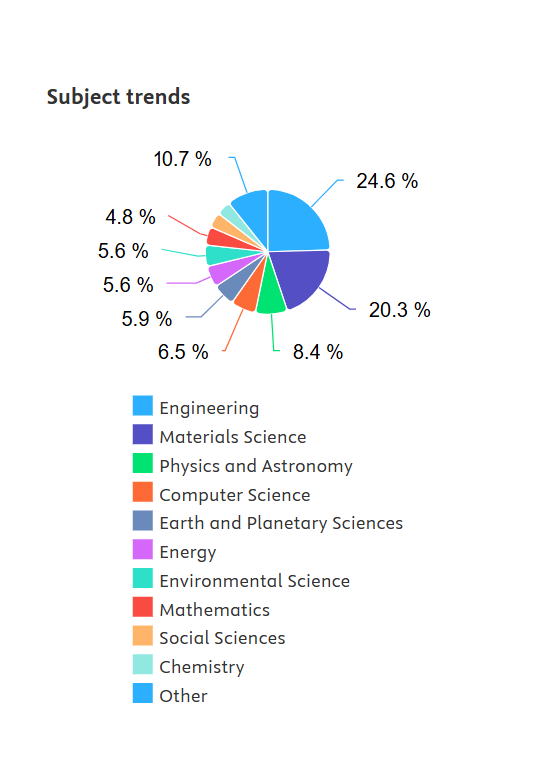 Subject trends
10.7 %
24.6 %
4.8 %
5.6 %
5.6 %
20.3 %
5.9 %
6.5 %
8.4 %
Engineering
Materials Science
Physics and Astronomy
Computer Science
Earth and Planetary Sciences
Energy
Environmental Science
Mathematics
Social Sciences
Chemistry
Other